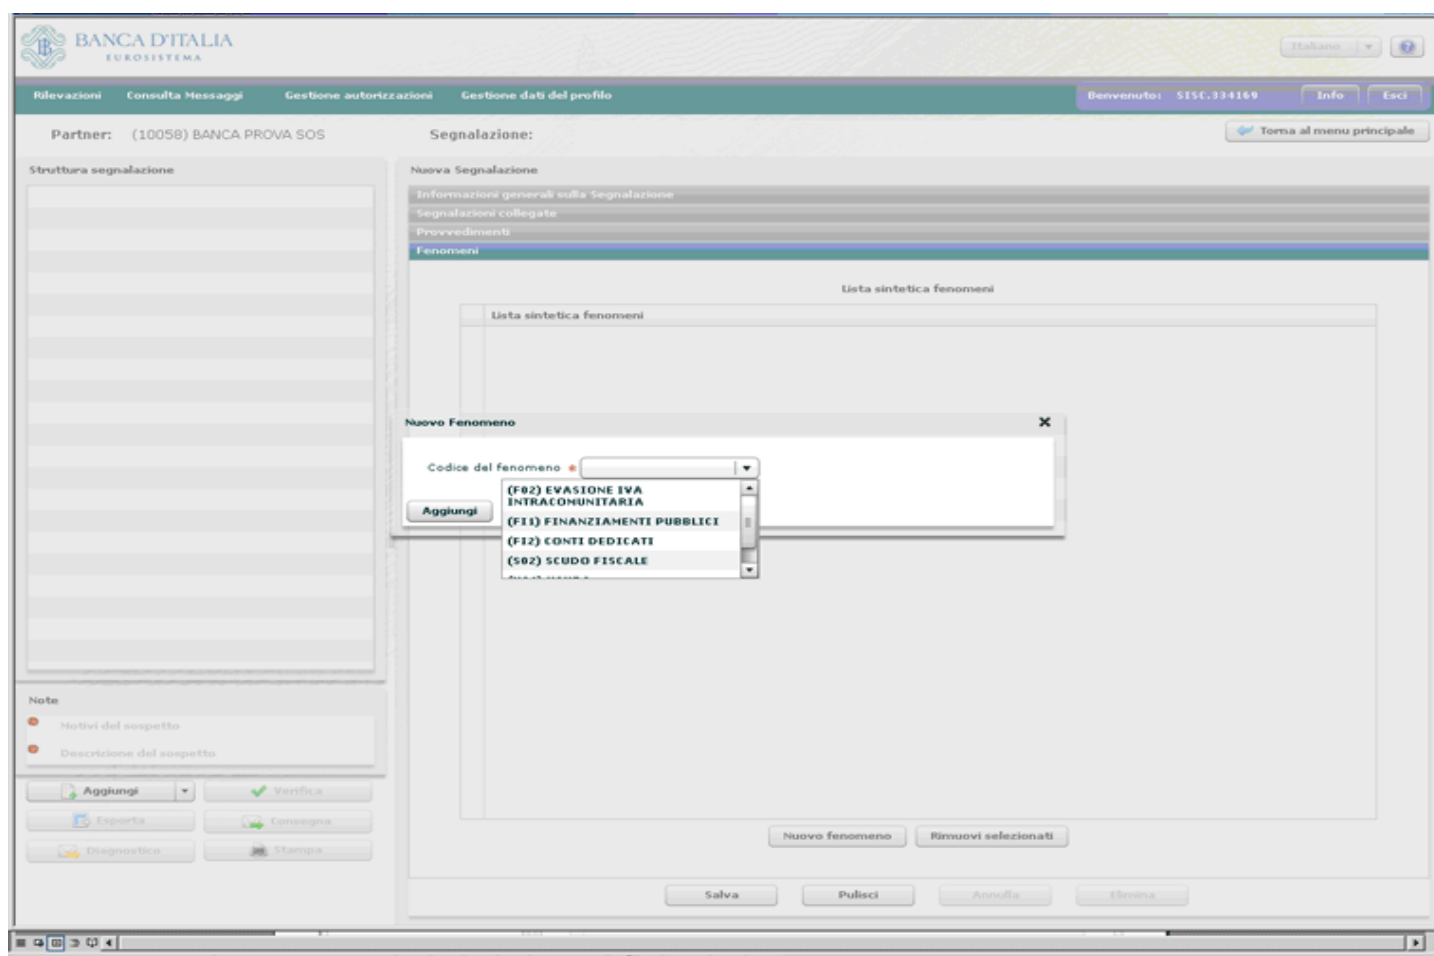 BANCA D'ITALIA
EUROSISTEMA
Italiano
Rilevazioni Consulta Messaggi Gestione autorizzazioni Gestione dati del profilo Benvenuto: SISC.334169 Info Esci
Partner: (10058) BANCA PROVA SOS Segnalazione: Torna al menu principale
Struttura segnalazione
Nuova Segnalazione
Informazioni generali sulla Segnalazione
Segnalazioni collegate
Provvedimenti
Fenomeni
Lista sintetica fenomeni
Lista sintetica fenomeni
Nuovo Fenomeno
Codice del fenomeno *
(F02) EVASIONE IVA
INTRACOMUNITARIA
Aggiungi
(FI1) FINANZIAMENTI PUBBLICI
(FI2) CONTI DEDICATI
(S02) SCUDO FISCALE
Note
Motivi del sospetto
Descrizione del sospetto
Aggiungi Verifica
Esporta Consegna
Diagnostico Stampa
Nuovo fenomeno Rimuovi selezionati
Salva Pulisci Annulla Elimina